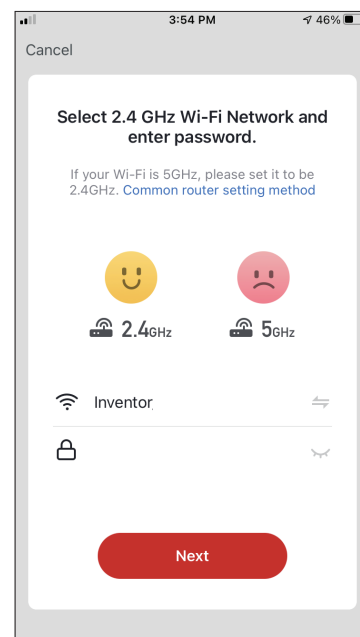 3:54 PM 46%
Cancel
Select 2.4 GHz Wi-Fi Network and
enter password.
If your Wi-Fi is 5GHz, please set it to be
2.4GHz. Common router setting method
2.4GHz 5GHz
Inventor
Next